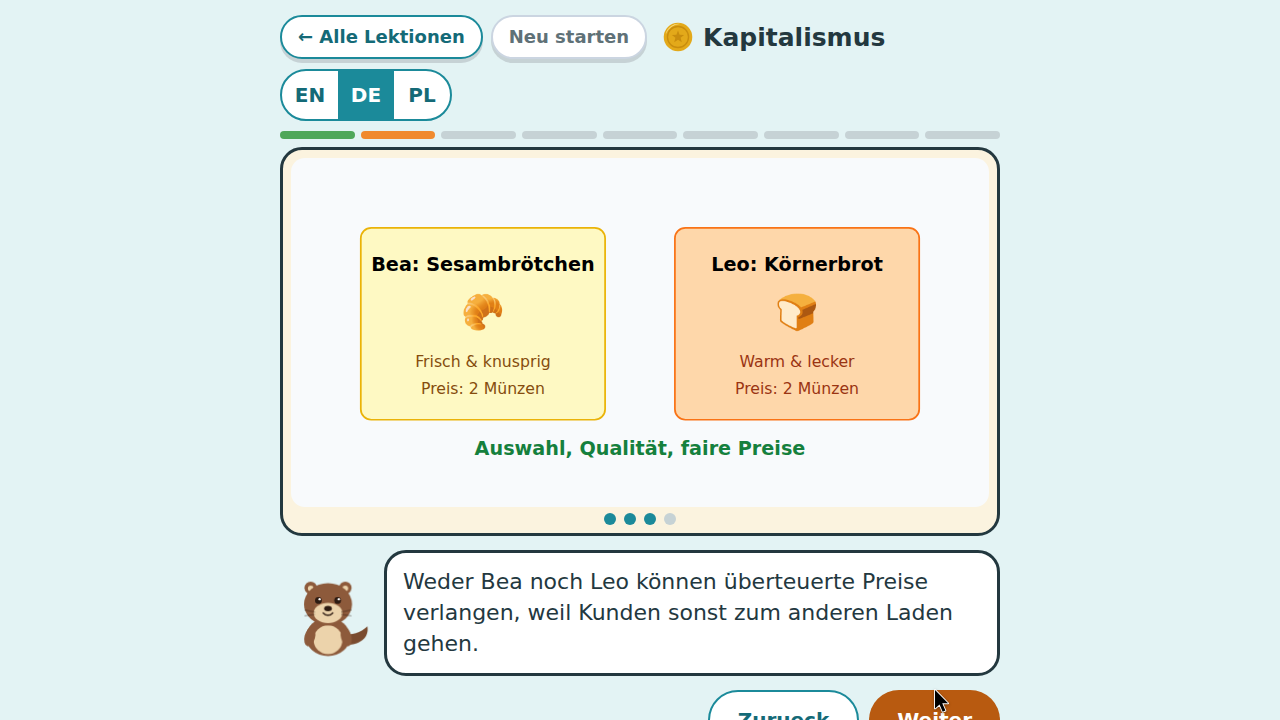 ← Alle Lektionen
Neu starten
Kapitalismus
EN
DE
PL
Bea: Sesambrötchen
Frisch & knusprig
Preis: 2 Münzen
Leo: Körnerbrot
Warm & lecker
Preis: 2 Münzen
Auswahl, Qualität, faire Preise
Weder Bea noch Leo können überteuerte Preise
verlangen, weil Kunden sonst zum anderen Laden
gehen.
Zurueck
Weiter